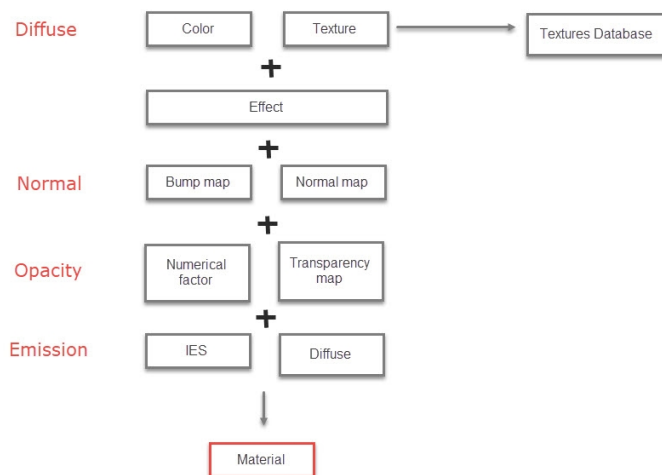 Diffuse
Color
Texture
Textures Database
+
Effect
+
Normal
Bump map
Normal map
+
Opacity
Numerical
factor
Transparency
map
+
Emission
IES
Diffuse
Material